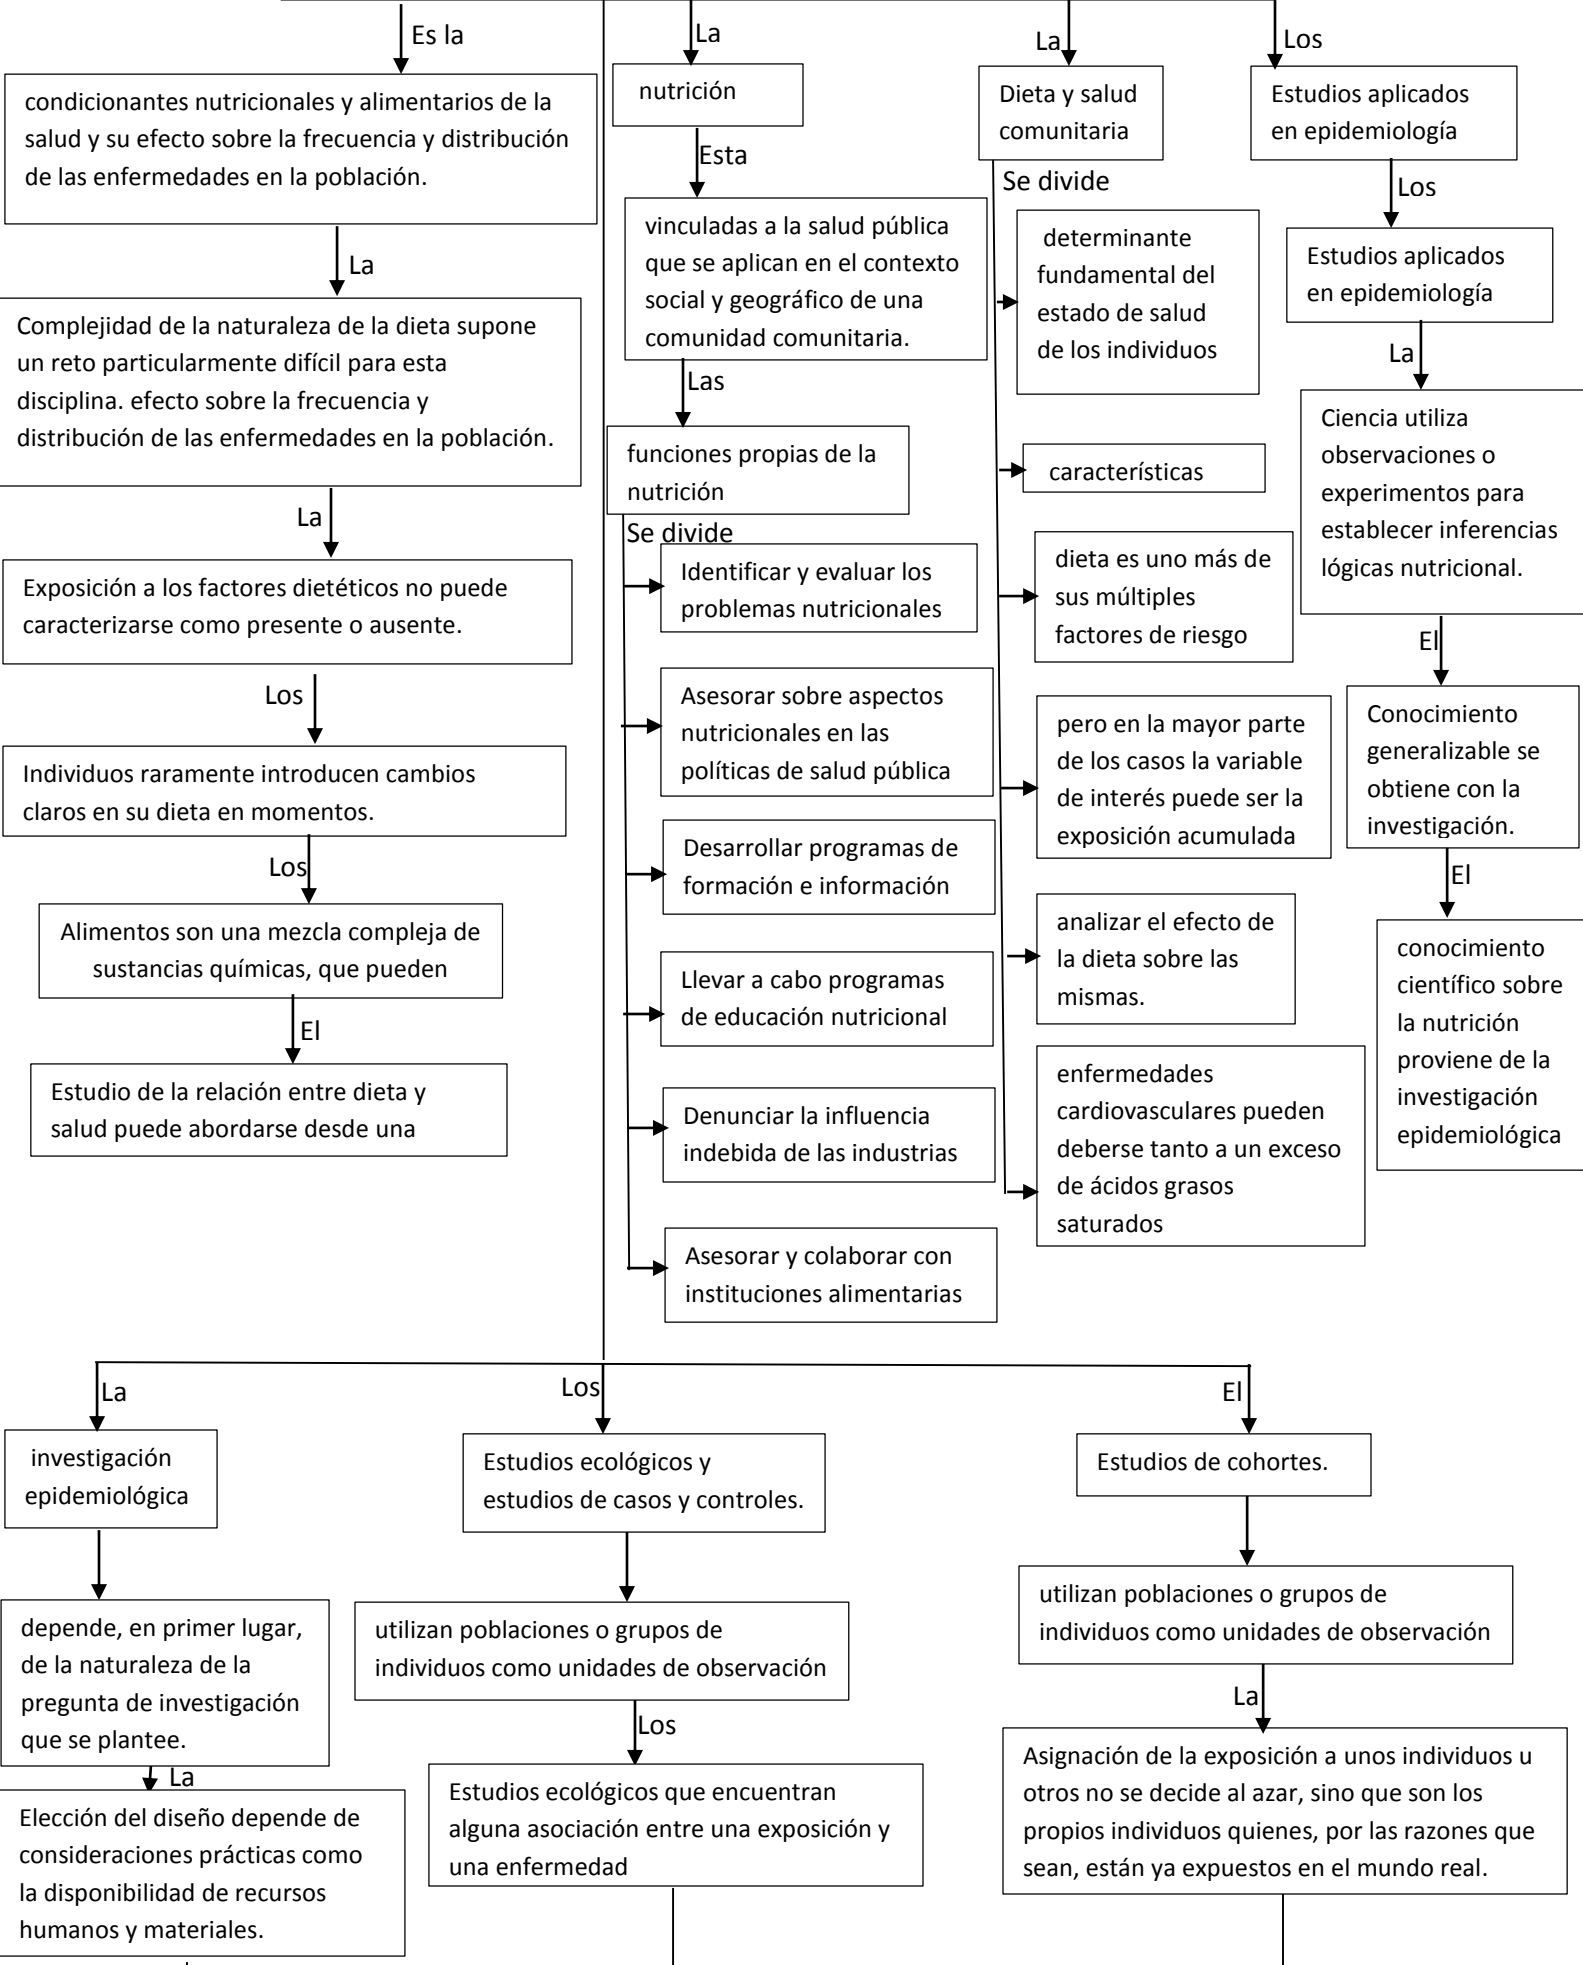 Es la
condicionantes nutricionales y alimentarios de la
salud y su efecto sobre la frecuencia y distribución
de las enfermedades en la población.
La
Complejidad de la naturaleza de la dieta supone
un reto particularmente difícil para esta
disciplina. efecto sobre la frecuencia y
distribución de las enfermedades en la población.
La
Exposición a los factores dietéticos no puede
caracterizarse como presente o ausente.
Los
Individuos raramente introducen cambios
claros en su dieta en momentos.
Los
Alimentos son una mezcla compleja de
sustancias químicas, que pueden
El
Estudio de la relación entre dieta y
salud puede abordarse desde una
La
nutrición
Esta
vinculadas a la salud pública
que se aplican en el contexto
social y geográfico de una
comunidad comunitaria.
Las
funciones propias de la
nutrición
Se divide
Identificar y evaluar los
problemas nutricionales
Asesorar sobre aspectos
nutricionales en las
políticas de salud pública
Desarrollar programas de
formación e información
Llevar a cabo programas
de educación nutricional
Denunciar la influencia
indebida de las industrias
Asesorar y colaborar con
instituciones alimentarias
La
Dieta y salud
comunitaria
Se divide
determinante
fundamental del
estado de salud
de los individuos
características
dieta es uno más de
sus múltiples
factores de riesgo
pero en la mayor parte
de los casos la variable
de interés puede ser la
exposición acumulada
analizar el efecto de
la dieta sobre las
mismas.
enfermedades
cardiovasculares pueden
deberse tanto a un exceso
de ácidos grasos
saturados
Los
Estudios aplicados
en epidemiología
Los
Estudios aplicados
en epidemiología
La
Ciencia utiliza
observaciones o
experimentos para
establecer inferencias
lógicas nutricional.
El
Conocimiento
generalizable se
obtiene con la
investigación.
El
conocimiento
científico sobre
la nutrición
proviene de la
investigación
epidemiológica
La
investigación
epidemiológica
depende, en primer lugar,
de la naturaleza de la
pregunta de investigación
que se plantee.
La
Elección del diseño depende de
consideraciones prácticas como
la disponibilidad de recursos
humanos y materiales.
Los
Estudios ecológicos y
estudios de casos y controles.
utilizan poblaciones o grupos de
individuos como unidades de observación
Los
Estudios ecológicos que encuentran
alguna asociación entre una exposición y
una enfermedad
El
Estudios de cohortes.
utilizan poblaciones o grupos de
individuos como unidades de observación
La
Asignación de la exposición a unos individuos u
otros no se decide al azar, sino que son los
propios individuos quienes, por las razones que
sean, están ya expuestos en el mundo real.